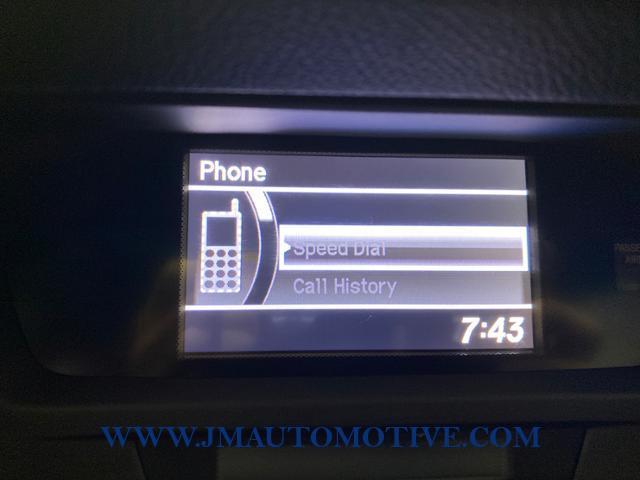 Phone
Speed Dial
Call History
7:43
WWW.JMAUTOMOTIVE.COM